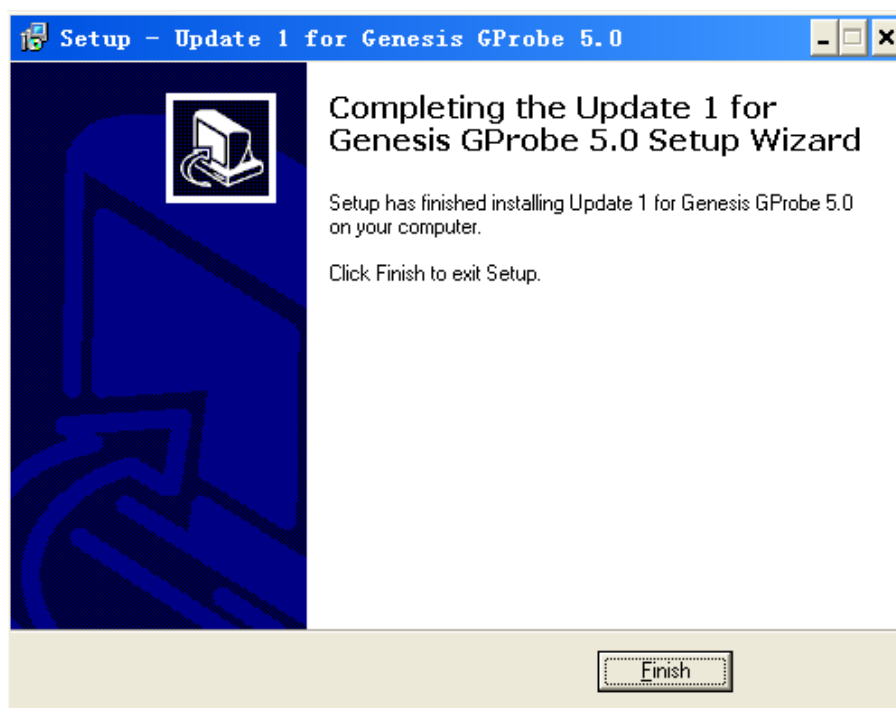 Setup - Update 1 for Genesis GProbe 5.0
Completing the Update 1 for
Genesis GProbe 5.0 Setup Wizard
Setup has finished installing Update 1 for Genesis GProbe 5.0
on your computer.
Click Finish to exit Setup.
Finish